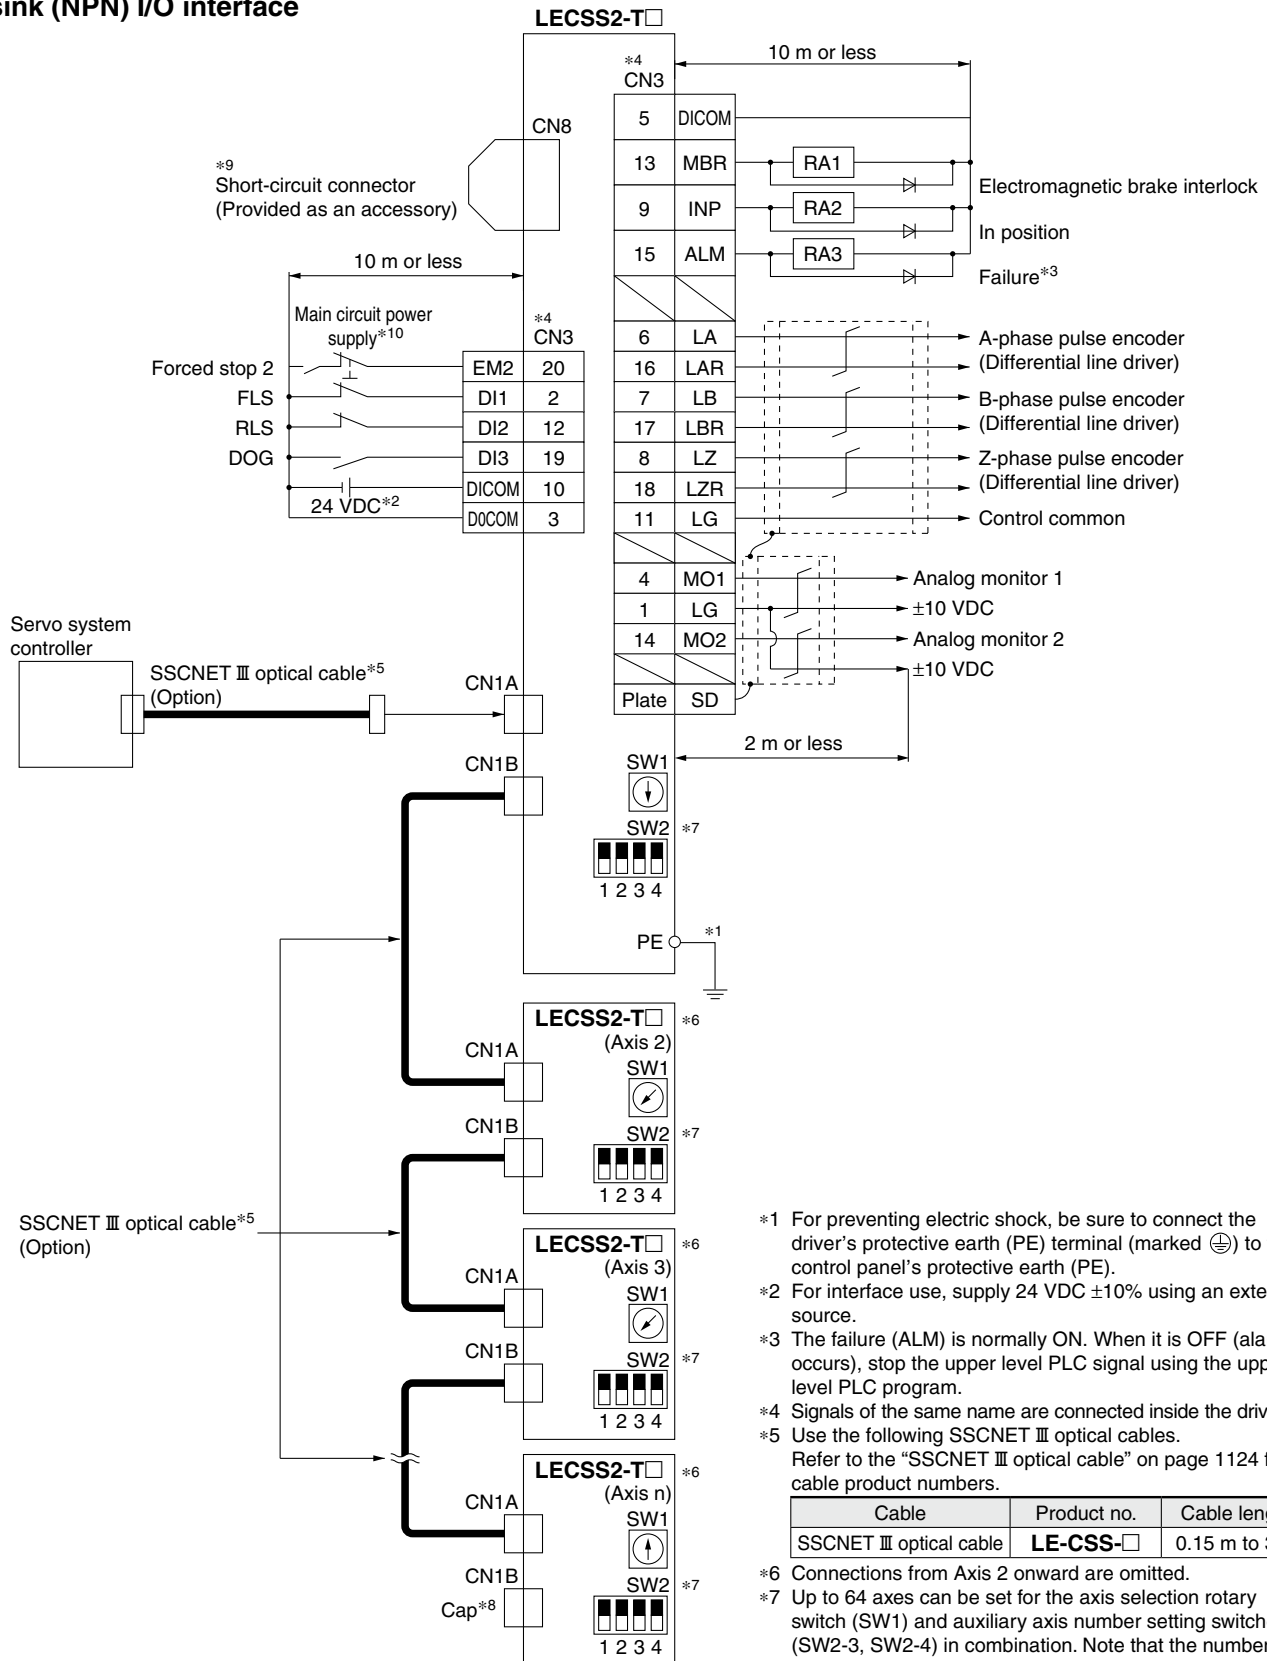 sink (NPN) I/O interface
LECSS2-T□
*4
CN3
10 m or less
5 DICOM
13 MBR RA1
Electromagnetic brake interlock
9 INP RA2
In position
15 ALM RA3
Failure*3
CN8
*9
Short-circuit connector
(Provided as an accessory)
10 m or less
Main circuit power
supply*10
*4
CN3
Forced stop 2 EM2 20
FLS DI1 2
RLS DI2 12
DOG DI3 19
DICOM 10
24 VDC*2
D0COM 3
6 LA A-phase pulse encoder
16 LAR (Differential line driver)
7 LB B-phase pulse encoder
17 LBR (Differential line driver)
8 LZ Z-phase pulse encoder
18 LZR (Differential line driver)
11 LG Control common
4 MO1 Analog monitor 1
1 LG ±10 VDC
14 MO2 Analog monitor 2
±10 VDC
Plate SD
2 m or less
Servo system
controller
SSCNET Ⅲ optical cable*5
(Option)
CN1A
CN1B
SW1
SW2 *7
1 2 3 4
PE *1
LECSS2-T□ *6
(Axis 2)
CN1A
SW1
CN1B
SW2 *7
1 2 3 4
SSCNET Ⅲ optical cable*5
(Option)
LECSS2-T□ *6
(Axis 3)
CN1A
SW1
CN1B
SW2 *7
1 2 3 4
LECSS2-T□ *6
(Axis n)
CN1A
SW1
CN1B
Cap*8
SW2 *7
1 2 3 4
*1 For preventing electric shock, be sure to connect the
driver's protective earth (PE) terminal (marked ⏚) to
control panel's protective earth (PE).
*2 For interface use, supply 24 VDC ±10% using an exte
source.
*3 The failure (ALM) is normally ON. When it is OFF (ala
occurs), stop the upper level PLC signal using the upp
level PLC program.
*4 Signals of the same name are connected inside the driv
*5 Use the following SSCNET Ⅲ optical cables.
Refer to the “SSCNET Ⅲ optical cable” on page 1124 f
cable product numbers.
Cable Product no. Cable leng
SSCNET Ⅲ optical cable LE-CSS-□ 0.15 m to 3
*6 Connections from Axis 2 onward are omitted.
*7 Up to 64 axes can be set for the axis selection rotary
switch (SW1) and auxiliary axis number setting switch
(SW2-3, SW2-4) in combination. Note that the number